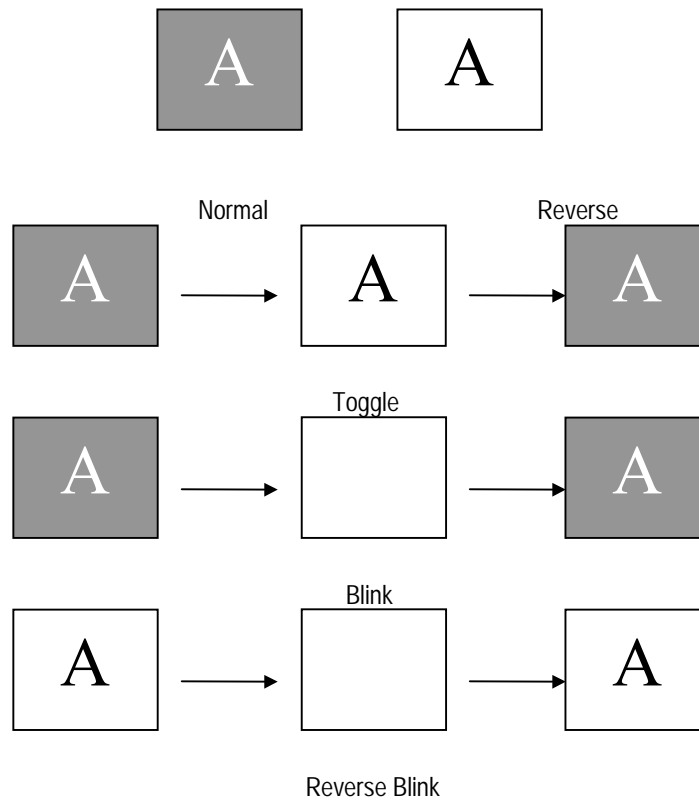 A A
Normal Reverse
A A A
Toggle
A A
Blink
A A
Reverse Blink